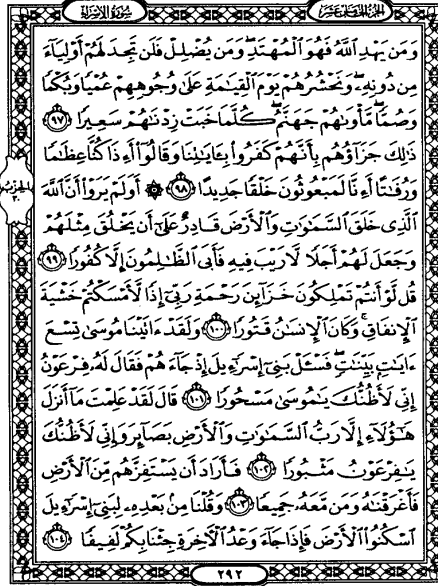 سورة الإسراء
الجزء الخامس عشر
وَمَن يَهْدِ ٱللَّهُ فَهُوَ ٱلْمُهْتَدِ وَمَن يُضْلِلْ فَلَن تَجِدَ لَهُمْ أَوْلِيَآءَ
مِن دُونِهِۦ وَنَحْشُرُهُمْ يَوْمَ ٱلْقِيَٰمَةِ عَلَىٰ وُجُوهِهِمْ عُمْيًا وَبُكْمًا
وَصُمًّا مَّأْوَىٰهُمْ جَهَنَّمُ كُلَّمَا خَبَتْ زِدْنَٰهُمْ سَعِيرًا ٩٧
ذَٰلِكَ جَزَآؤُهُم بِأَنَّهُمْ كَفَرُوا۟ بِـَٔايَٰتِنَا وَقَالُوٓا۟ أَءِذَا كُنَّا عِظَٰمًا
وَرُفَٰتًا أَءِنَّا لَمَبْعُوثُونَ خَلْقًا جَدِيدًا ٩٨ ۞ أَوَلَمْ يَرَوْا۟ أَنَّ ٱللَّهَ
ٱلَّذِى خَلَقَ ٱلسَّمَٰوَٰتِ وَٱلْأَرْضَ قَادِرٌ عَلَىٰٓ أَن يَخْلُقَ مِثْلَهُمْ
وَجَعَلَ لَهُمْ أَجَلًا لَّا رَيْبَ فِيهِ فَأَبَى ٱلظَّٰلِمُونَ إِلَّا كُفُورًا ٩٩
قُل لَّوْ أَنتُمْ تَمْلِكُونَ خَزَآئِنَ رَحْمَةِ رَبِّىٓ إِذًا لَّأَمْسَكْتُمْ خَشْيَةَ
ٱلْإِنفَاقِ وَكَانَ ٱلْإِنسَٰنُ قَتُورًا ١٠٠ وَلَقَدْ ءَاتَيْنَا مُوسَىٰ تِسْعَ
ءَايَٰتٍۭ بَيِّنَٰتٍ فَسْـَٔلْ بَنِىٓ إِسْرَٰٓءِيلَ إِذْ جَآءَهُمْ فَقَالَ لَهُۥ فِرْعَوْنُ
إِنِّى لَأَظُنُّكَ يَٰمُوسَىٰ مَسْحُورًا ١٠١ قَالَ لَقَدْ عَلِمْتَ مَآ أَنزَلَ
هَٰٓؤُلَآءِ إِلَّا رَبُّ ٱلسَّمَٰوَٰتِ وَٱلْأَرْضِ بَصَآئِرَ وَإِنِّى لَأَظُنُّكَ
يَٰفِرْعَوْنُ مَثْبُورًا ١٠٢ فَأَرَادَ أَن يَسْتَفِزَّهُم مِّنَ ٱلْأَرْضِ
فَأَغْرَقْنَٰهُ وَمَن مَّعَهُۥ جَمِيعًا ١٠٣ وَقُلْنَا مِنۢ بَعْدِهِۦ لِبَنِىٓ إِسْرَٰٓءِيلَ
ٱسْكُنُوا۟ ٱلْأَرْضَ فَإِذَا جَآءَ وَعْدُ ٱلْءَاخِرَةِ جِئْنَا بِكُمْ لَفِيفًا ١٠٤
الحزب
٣٠
٢٩٢